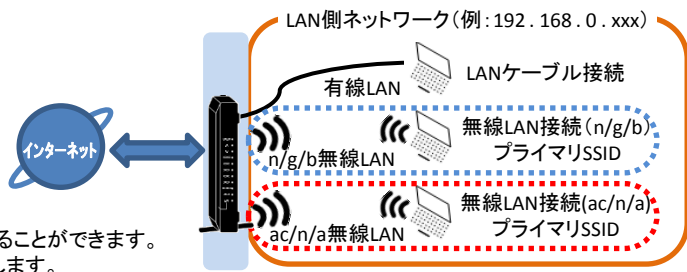 LAN側ネットワーク（例：192．168．0．xxx）
有線LAN
LANケーブル接続
インターネット
n/g/b無線LAN
無線LAN接続（n/g/b）
プライマリSSID
ac/n/a無線LAN
無線LAN接続(ac/n/a)
プライマリSSID
ることができます。
します。